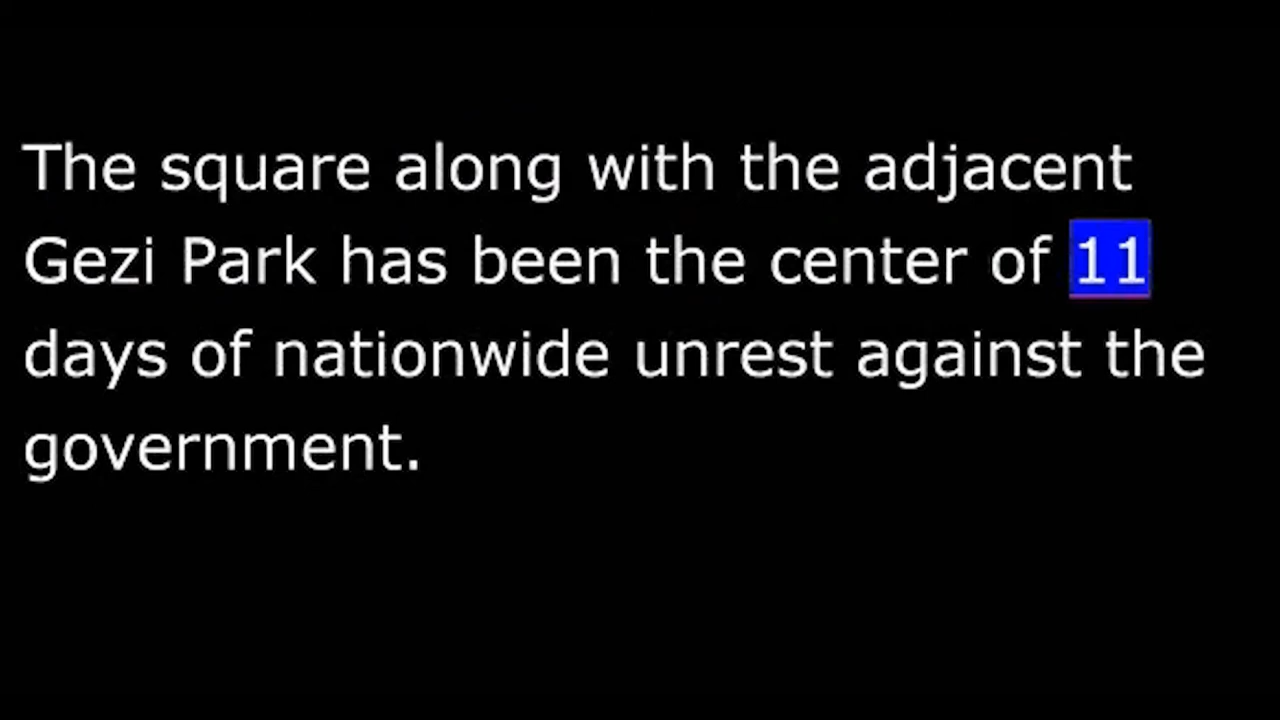 The square along with the adjacent
Gezi Park has been the center of 11
days of nationwide unrest against the
government.